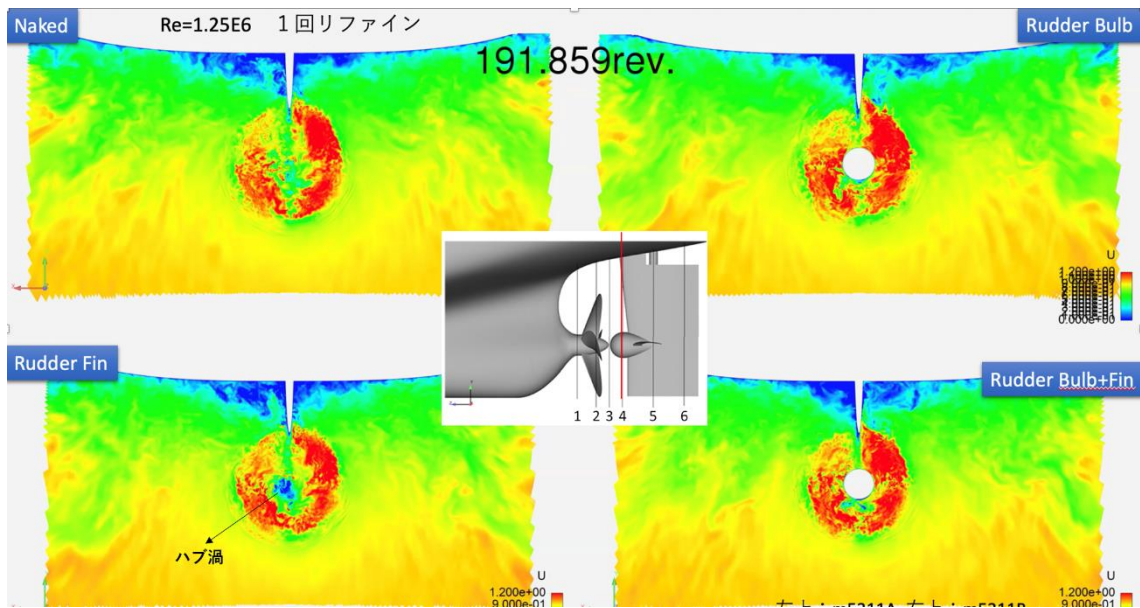 Naked
Re=1.25E6 1回リファイン
191.859rev.
Rudder Bulb
U
1.200e+00
0.000e+00
1 2 3 4 5 6
Rudder Fin
Rudder Bulb+Fin
ハブ渦
U
1.200e+00
9.000e-01
U
1.200e+00
9.000e-01